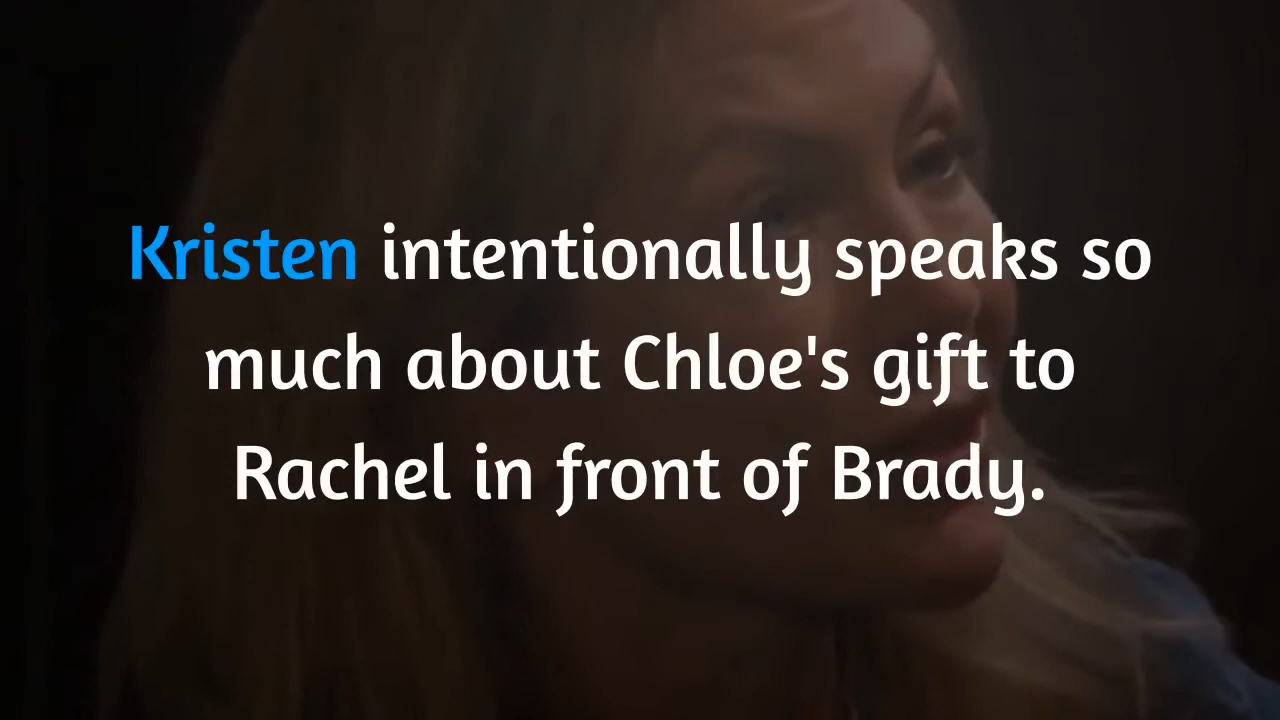 Kristen intentionally speaks so
much about Chloe's gift to
Rachel in front of Brady.